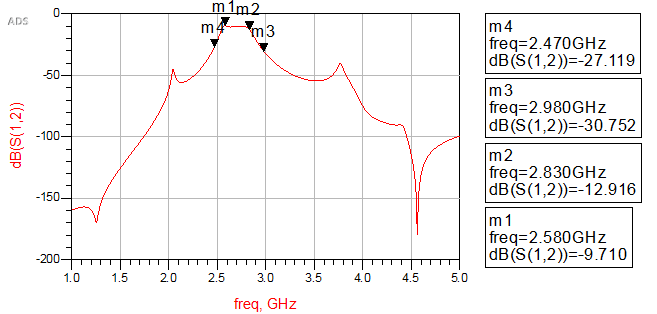 ADS
m1
m2
m4
m3
0
-50
-100
-150
-200
dB(S(1,2))
1.0 1.5 2.0 2.5 3.0 3.5 4.0 4.5 5.0
freq, GHz
m4
freq=2.470GHz
dB(S(1,2))=-27.119
m3
freq=2.980GHz
dB(S(1,2))=-30.752
m2
freq=2.830GHz
dB(S(1,2))=-12.916
m1
freq=2.580GHz
dB(S(1,2))=-9.710